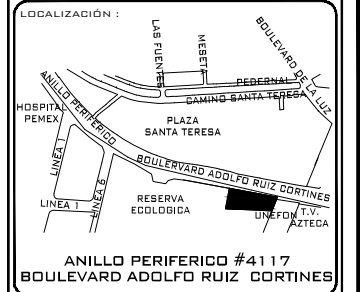 LOCALIZACIÓN :
LAS FUENTES
MESETA
BOULEVARD DE LA LUZ
PEDERNAL
CAMINO SANTA TERESA
ANILLO PERIFERICO
HOSPITAL
PEMEX
PLAZA
SANTA TERESA
LINEA 1
BOULERVARD ADOLFO RUIZ CORTINES
LINEA 6
LINEA 1
RESERVA
ECOLOGICA
UNEFON
T.V.
AZTECA
ANILLO PERIFERICO #4117
BOULEVARD ADOLFO RUIZ CORTINES